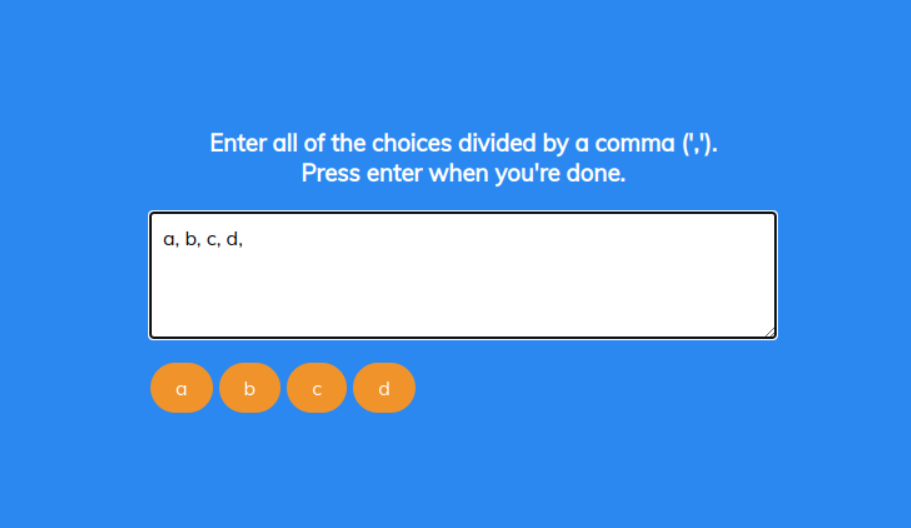 Enter all of the choices divided by a comma (',').
Press enter when you're done.
a, b, c, d,
a b c d